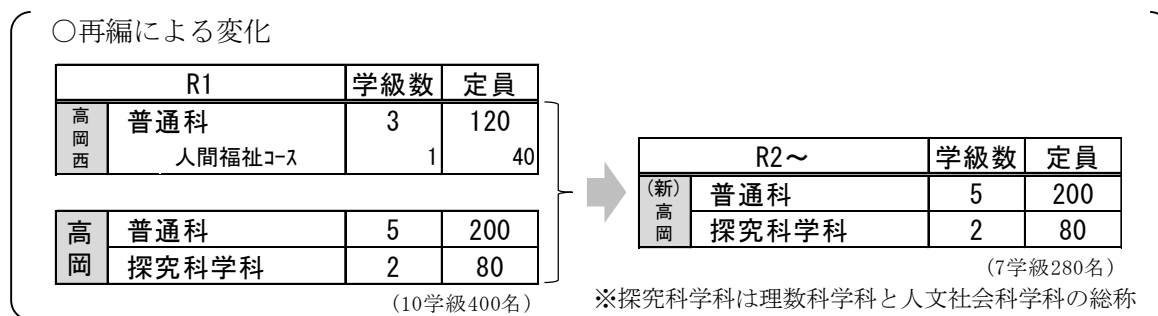 ○再編による変化
R1 学級数 定員
高岡西 普通科 3 120
人間福祉コース 1 40
高岡 普通科 5 200
探究科学科 2 80
(10学級400名)
R2~ 学級数 定員
(新)高岡 普通科 5 200
探究科学科 2 80
(7学級280名)
※探究科学科は理数科学科と人文社会科学科の総称